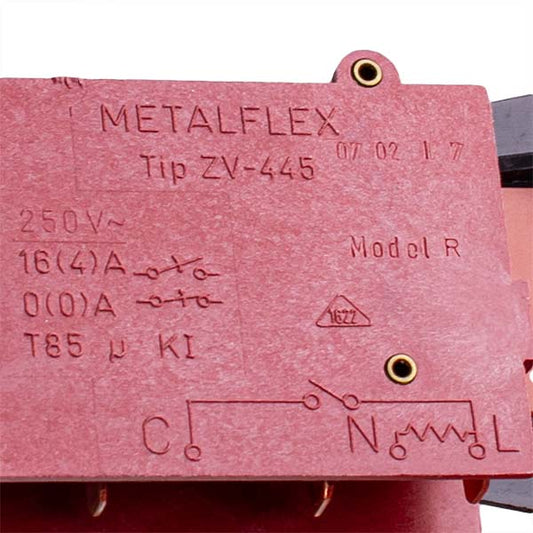 METALFLEX
Tip ZV-445
07 02 L 7
250V~
16(4)A
0(0)A
T85 µ KI
Model R
1622
C N L